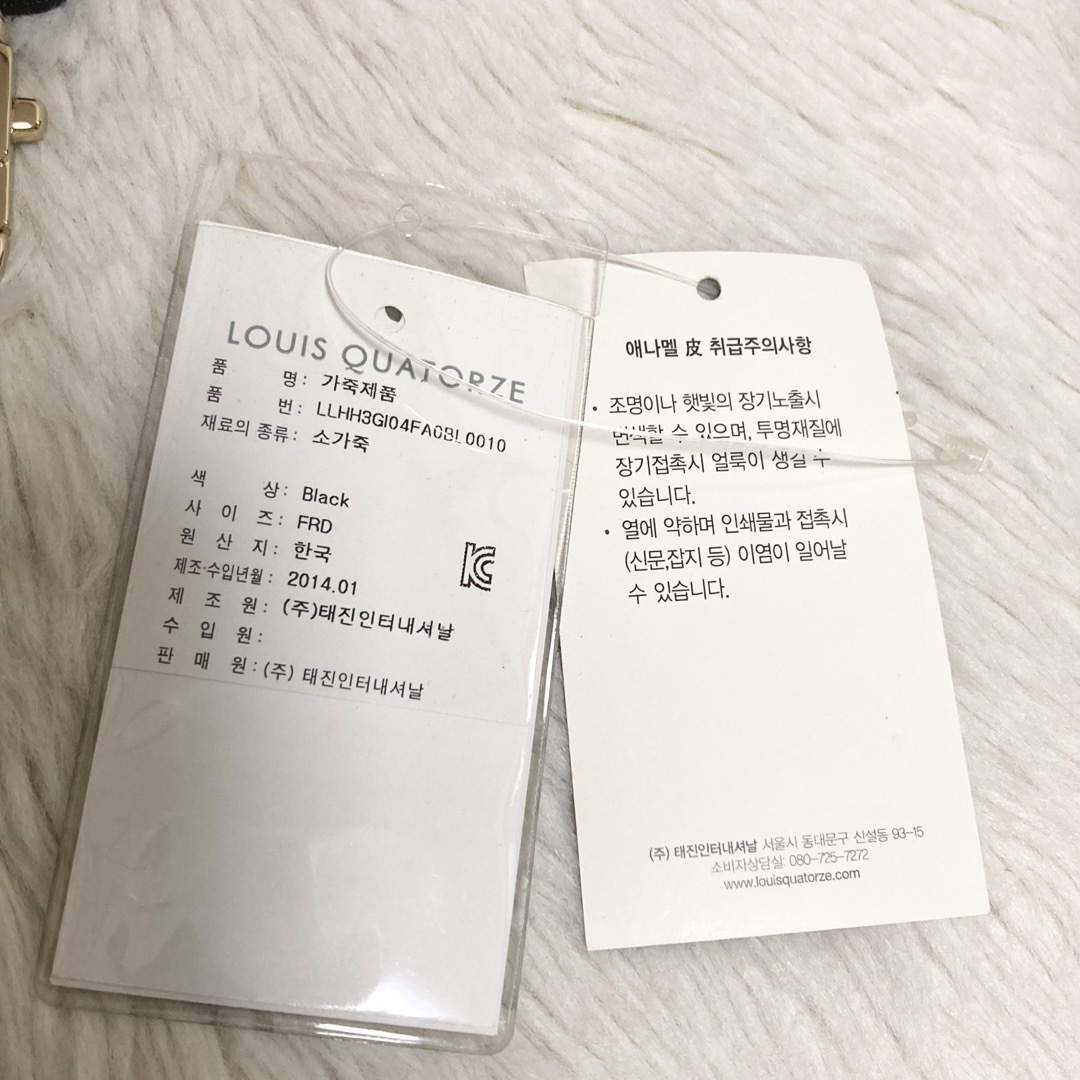 LOUIS QUATORZE
품 명: 가죽제품
품 번: LLHH3GI04FA0BL0010
재료의 종류: 소가죽
색 상: Black
사 이 즈: FRD
원 산 지: 한국
제조·수입년월: 2014.01
제 조 원: (주)태진인터내셔날
수 입 원:
판 매 원: (주) 태진인터내셔날
애나멜 皮 취급주의사항
• 조명이나 햇빛의 장기노출시
변색할 수 있으며, 투명재질에
장기접촉시 얼룩이 생길 수
있습니다.
• 열에 약하며 인쇄물과 접촉시
(신문,잡지 등) 이염이 일어날
수 있습니다.
(주) 태진인터내셔날 서울시 동대문구 신설동 93-15
소비자상담실: 080-725-7272
www.louisquatorze.com